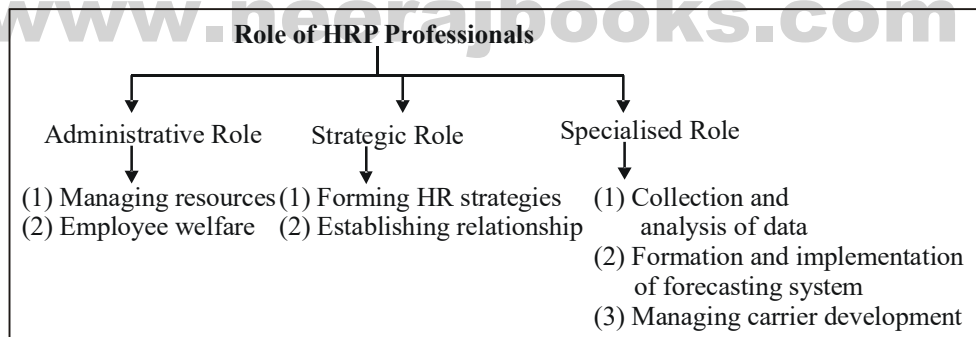 www.neerajbooks.com
Role of HRP Professionals
Administrative Role
Strategic Role
Specialised Role
(1) Managing resources
(2) Employee welfare
(1) Forming HR strategies
(2) Establishing relationship
(1) Collection and
analysis of data
(2) Formation and implementation
of forecasting system
(3) Managing carrier development